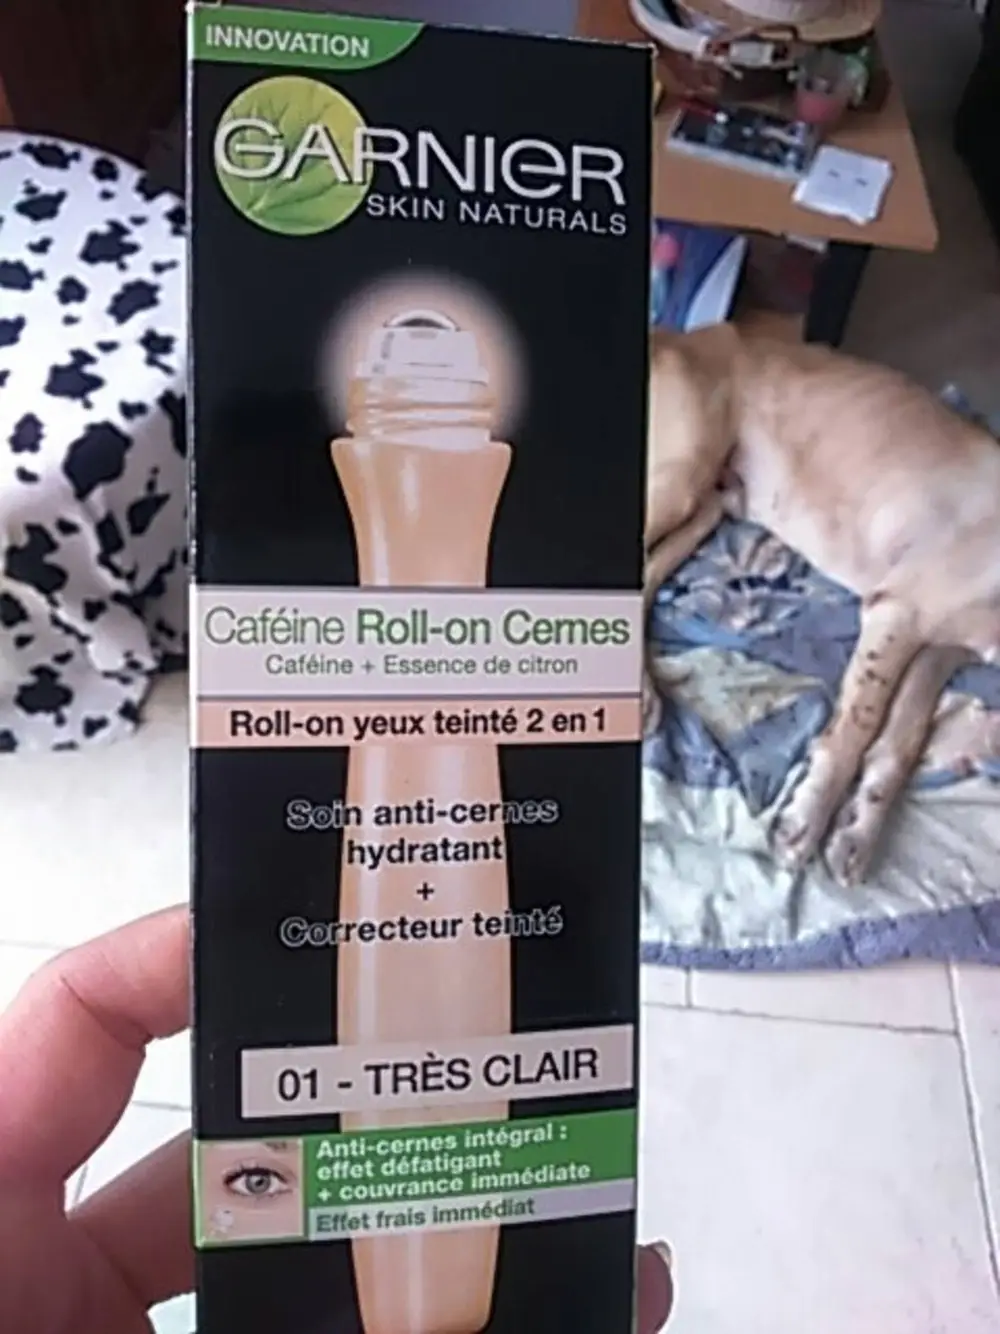 INNOVATION
GARNIER
SKIN NATURALS
Caféine Roll-on Cernes
Caféine + Essence de citron
Roll-on yeux teinté 2 en 1
Soin anti-cernes
hydratant
+
Correcteur teinté
01 - TRÈS CLAIR
Anti-cernes intégral :
effet défatigant
+ couvrance immédiate
Effet frais immédiat